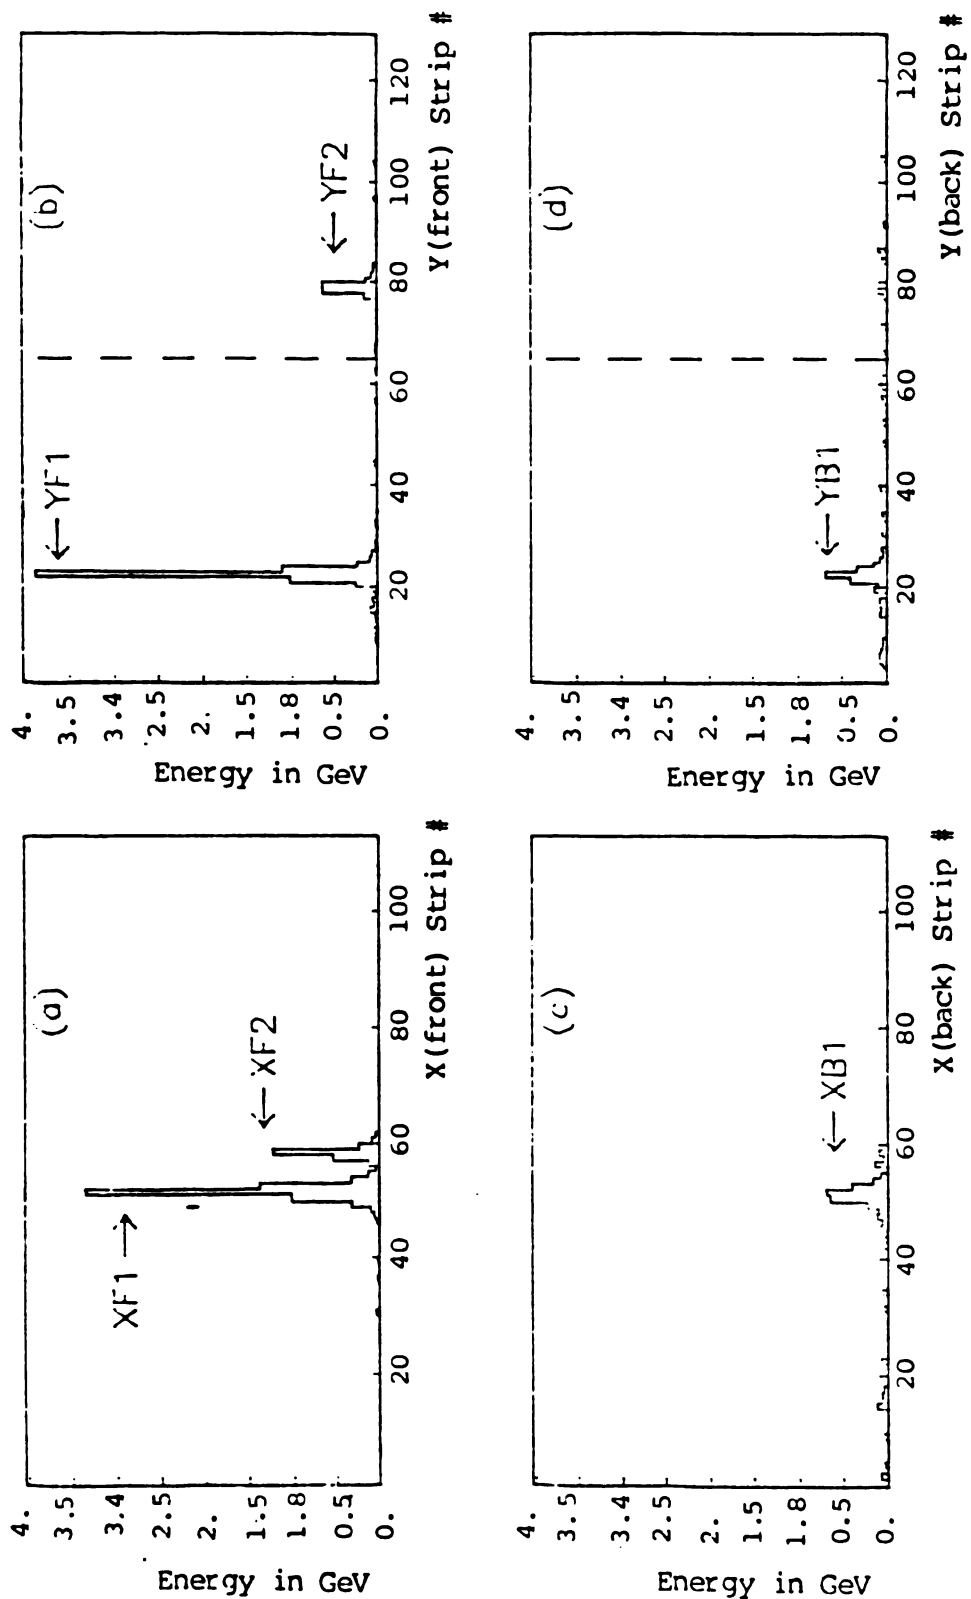 (a)
4.
3.5
3.4
2.5
2.
1.5
1.8
0.5
0.
Energy in GeV
XF1 →
← XF2
20 40 60 80 100
X(front) Strip #
(b)
4.
3.5
3.4
2.5
2.
1.5
1.8
0.5
0.
Energy in GeV
← YF1
← YF2
20 40 60 80 100 120
Y(front) Strip #
(c)
4.
3.5
3.4
2.5
2.
1.5
1.8
0.5
0.
Energy in GeV
← XB1
20 40 60 80 100
X(back) Strip #
(d)
4.
3.5
3.4
2.5
2.
1.5
1.8
0.5
0.
Energy in GeV
← YB1
20 40 60 80 100 120
Y(back) Strip #